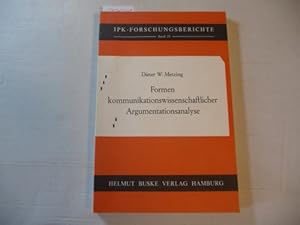 IPK-FORSCHUNGSBERICHTE
Dieter W. Metzing
Formen
kommunikationswissenschaftlicher
Argumentationsanalyse
HELMUT BUSKE VERLAG HAMBURG